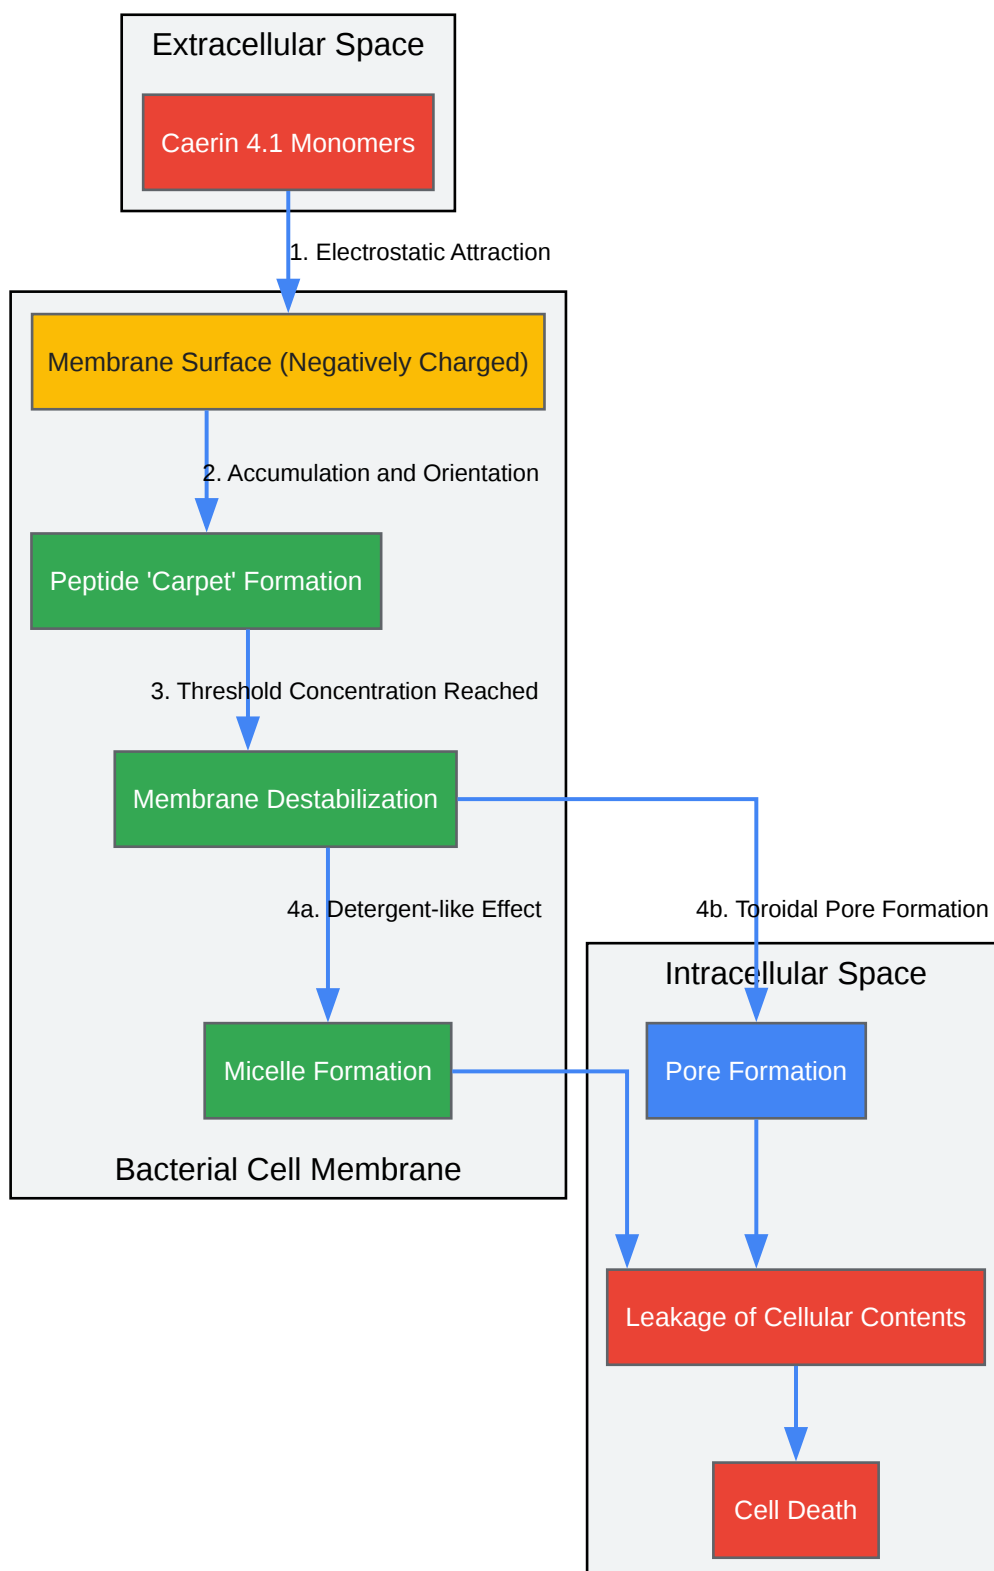 Extracellular Space
Caerin 4.1 Monomers
1. Electrostatic Attraction
Membrane Surface (Negatively Charged)
2. Accumulation and Orientation
Peptide 'Carpet' Formation
3. Threshold Concentration Reached
Membrane Destabilization
4a. Detergent-like Effect
4b. Toroidal Pore Formation
Intracellular Space
Micelle Formation
Pore Formation
Bacterial Cell Membrane
Leakage of Cellular Contents
Cell Death